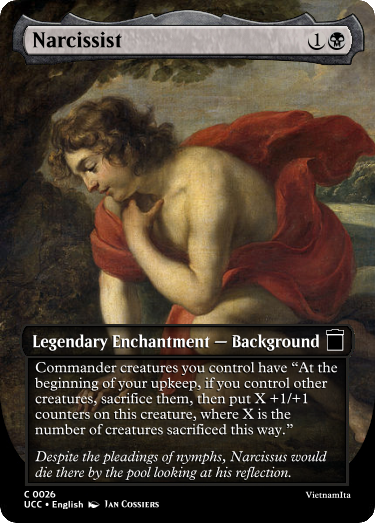 Narcissist 1
Legendary Enchantment — Background
Commander creatures you control have “At the
beginning of your upkeep, if you control other
creatures, sacrifice them, then put X +1/+1
counters on this creature, where X is the
number of creatures sacrificed this way.”
Despite the pleadings of nymphs, Narcissus would
die there by the pool looking at his reflection.
C 0026
UCC • English Jan Cossiers
VietnamIta